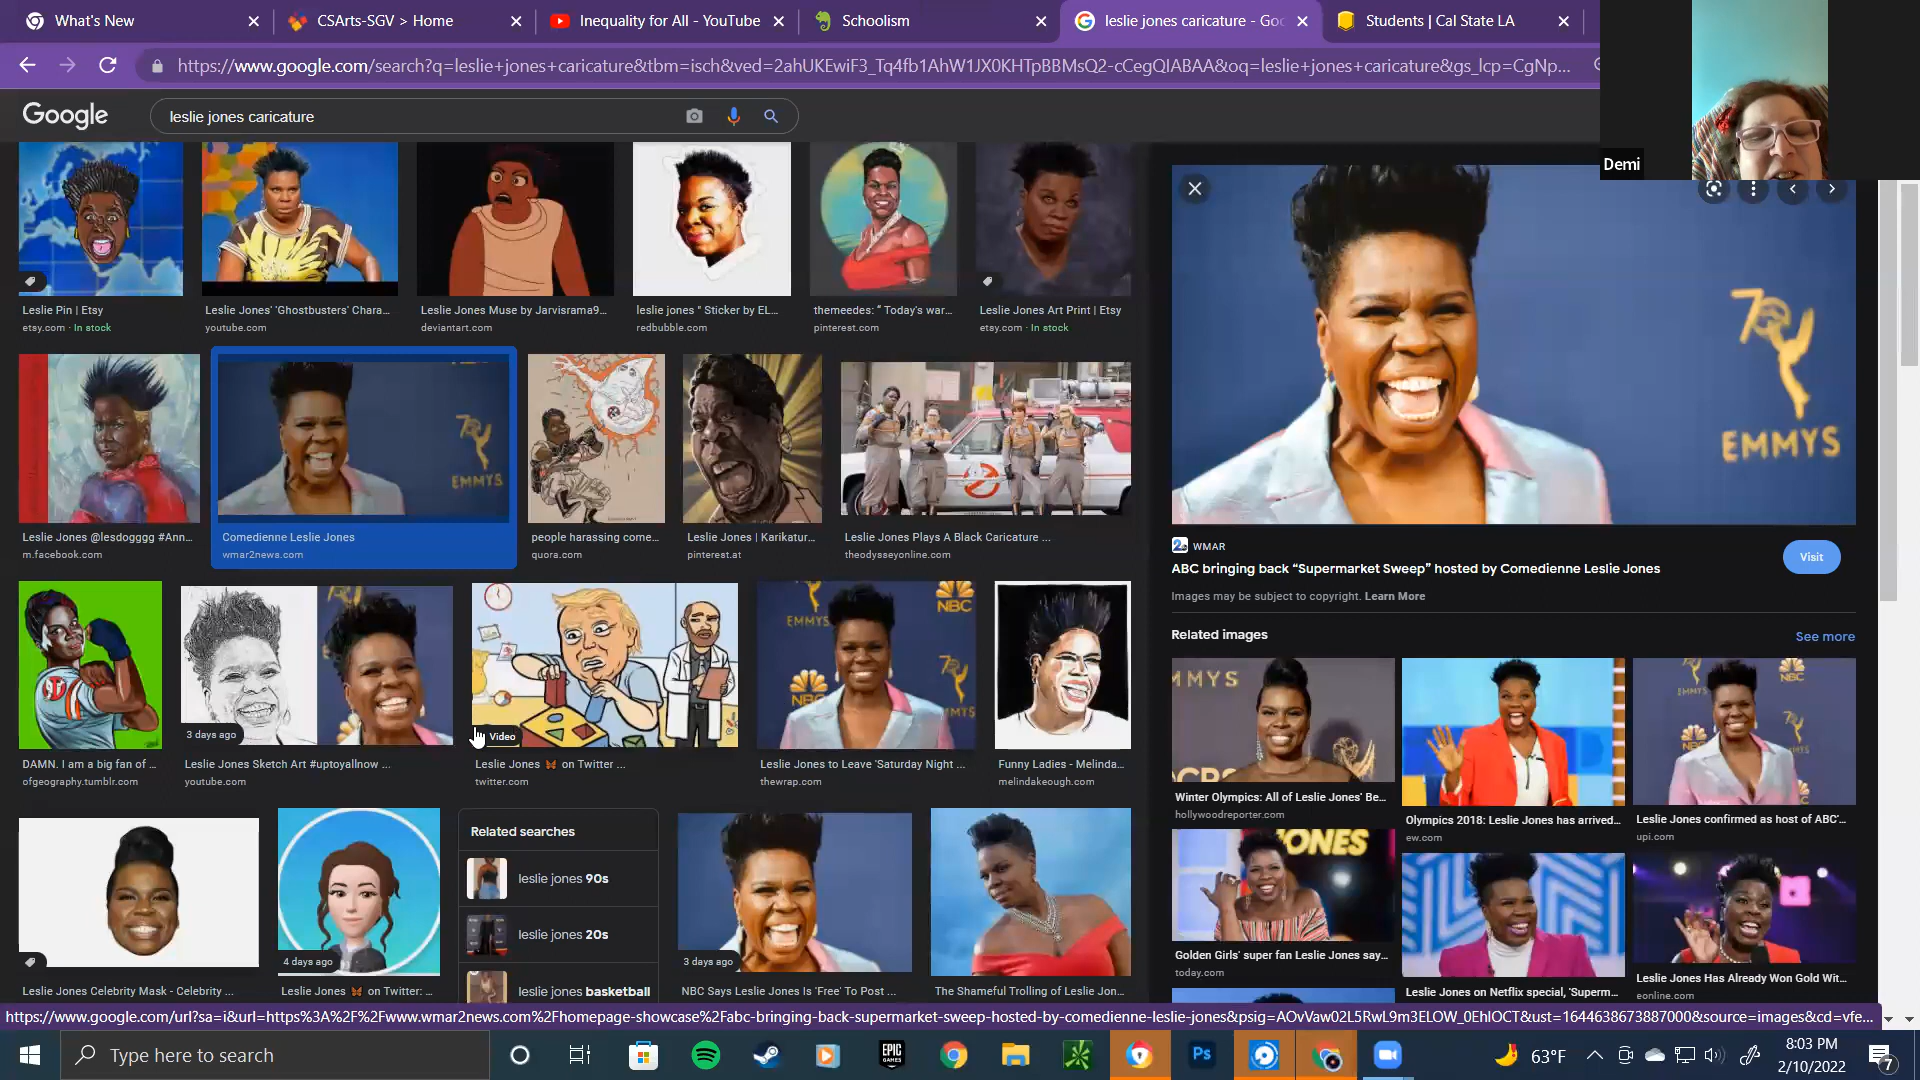 What's New
CSArts-SGV > Home
Inequality for All - YouTube
Schoolism
leslie jones caricature - Goo
Students | Cal State LA
https://www.google.com/search?q=leslie+jones+caricature&tbm=isch&ved=2ahUKEwiF3_Tq4fb1AhW1JX0KHTpBBMsQ2-cCegQIABAA&oq=leslie+jones+caricature&gs_lcp=CgNp...
Google
leslie jones caricature
Demi
Leslie Pin | Etsy
etsy.com · In stock
Leslie Jones' 'Ghostbusters' Chara...
youtube.com
Leslie Jones Muse by Jarvisrama9...
deviantart.com
leslie jones " Sticker by EL...
redbubble.com
themeedes: " Today's war...
pinterest.com
Leslie Jones Art Print | Etsy
etsy.com · In stock
EMMYS
Leslie Jones @lesdogggg #Ann...
m.facebook.com
EMMYS
Comedienne Leslie Jones
wmar2news.com
people harassing come...
quora.com
Leslie Jones | Karikatur...
pinterest.at
Leslie Jones Plays A Black Caricature ...
theodysseyonline.com
WMAR
Visit
ABC bringing back “Supermarket Sweep” hosted by Comedienne Leslie Jones
Images may be subject to copyright. Learn More
Related images
See more
DAMN. I am a big fan of ...
ofgeography.tumblr.com
3 days ago
Leslie Jones Sketch Art #uptoyallnow ...
youtube.com
Video
Leslie Jones 🦋 on Twitter ...
twitter.com
EMMYS
NBC
NBC
Leslie Jones to Leave 'Saturday Night ...
thewrap.com
Funny Ladies - Melinda...
melindakeough.com
Winter Olympics: All of Leslie Jones' Be...
hollywoodreporter.com
Olympics 2018: Leslie Jones has arrived...
ew.com
EMMYS
NBC
NBC
Leslie Jones confirmed as host of ABC'...
upi.com
4 days ago
Leslie Jones Celebrity Mask - Celebrity ...
Leslie Jones 🦋 on Twitter: ...
Related searches
leslie jones 90s
leslie jones 20s
leslie jones basketball
3 days ago
NBC Says Leslie Jones Is 'Free' To Post ...
The Shameful Trolling of Leslie Jon...
JONES
Golden Girls' super fan Leslie Jones say...
today.com
Leslie Jones on Netflix special, 'Superm...
Leslie Jones Has Already Won Gold Wit...
eonline.com
https://www.google.com/url?sa=i&url=https%3A%2F%2Fwww.wmar2news.com%2Fhomepage-showcase%2Fabc-bringing-back-supermarket-sweep-hosted-by-comedienne-leslie-jones&psig=AOvVaw02L5RwL9m3ELOW_0EhlOCT&ust=1644638673887000&source=images&cd=vfe...
Type here to search
EPIC GAMES
Ps
63°F
8:03 PM
2/10/2022
7